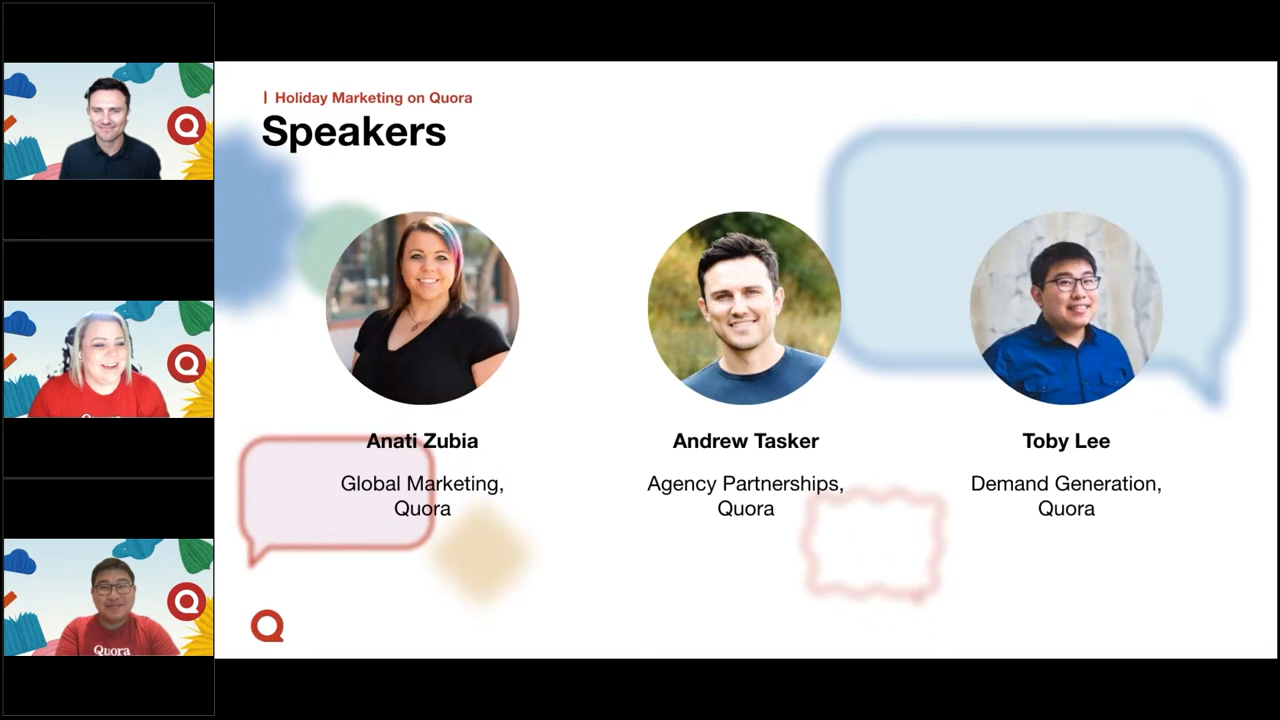 Holiday Marketing on Quora
Speakers
Anati Zubia
Global Marketing,
Quora
Andrew Tasker
Agency Partnerships,
Quora
Toby Lee
Demand Generation,
Quora
Quora
Quora